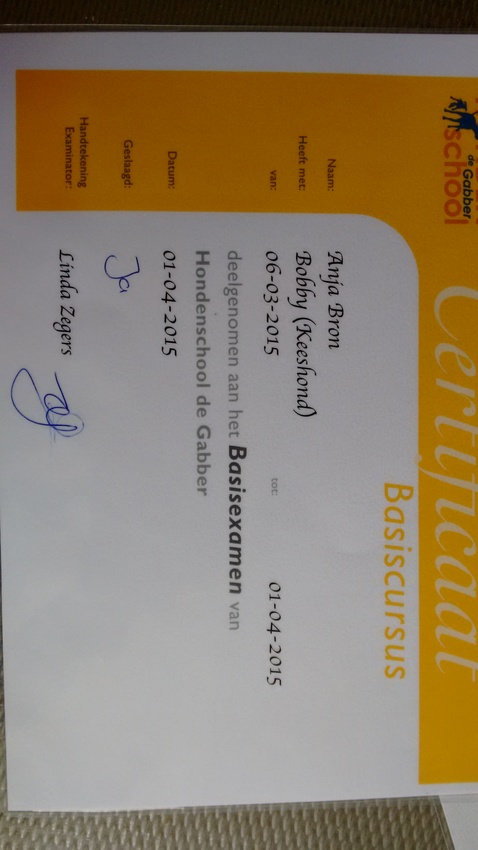 de Gabber
school
Certificaat
Basiscursus
Naam: Anja Bron
Heeft met: Bobby (Keeshond)
van: 06-03-2015 tot: 01-04-2015
deelgenomen aan het Basisexamen van
Hondenschool de Gabber
Datum: 01-04-2015
Geslaagd: Ja
Handtekening
Examinator: Linda Zegers